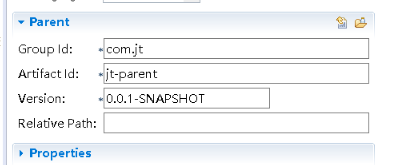 Parent
Group Id: *com.jt
Artifact Id: *jt-parent
Version: *0.0.1-SNAPSHOT
Relative Path:
Properties